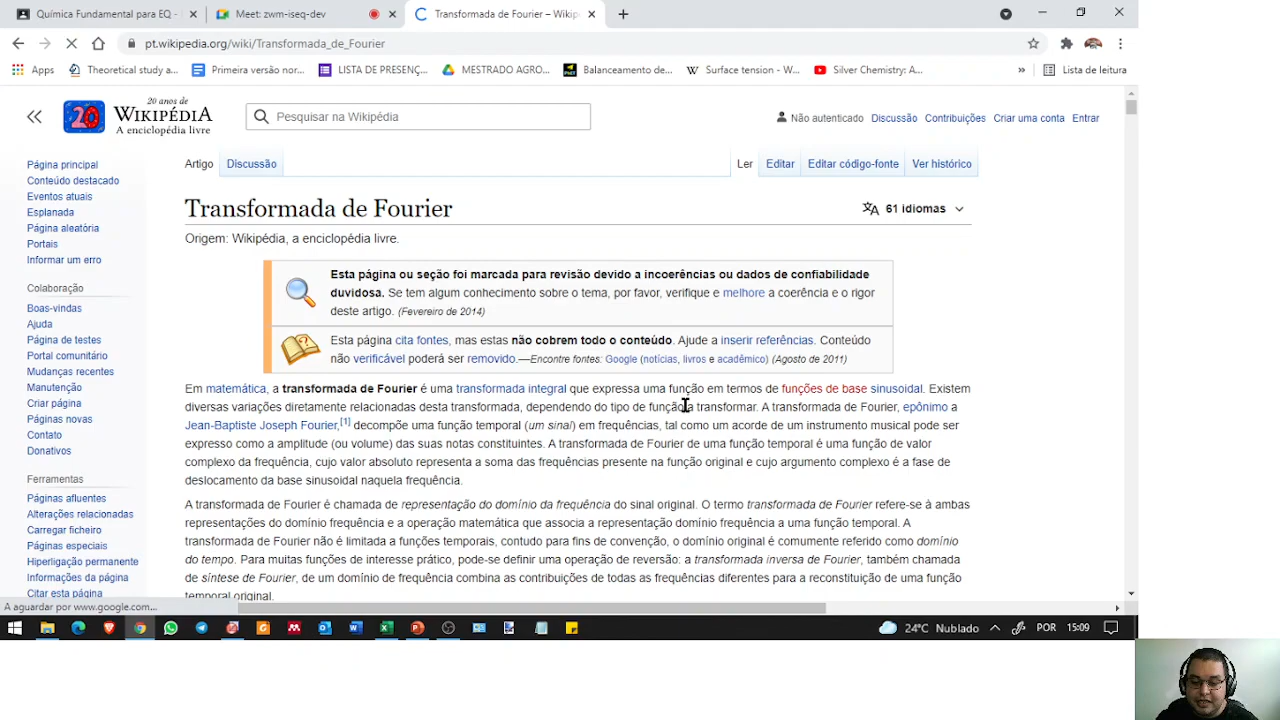 Química Fundamental para EQ -
Meet: zwm-iseq-dev
Transformada de Fourier – Wikip
pt.wikipedia.org/wiki/Transformada_de_Fourier
Apps
Theoretical study a...
Primeira versão nor...
LISTA DE PRESENÇ...
MESTRADO AGRO...
Balanceamento de...
Surface tension - W...
Silver Chemistry: A...
»
Lista de leitura
20 anos de
20
WIKIPÉDIA
A enciclopédia livre
Pesquisar na Wikipédia
Não autenticado Discussão Contribuições Criar uma conta Entrar
Página principal
Conteúdo destacado
Eventos atuais
Esplanada
Página aleatória
Portais
Informar um erro
Colaboração
Boas-vindas
Ajuda
Página de testes
Portal comunitário
Mudanças recentes
Manutenção
Criar página
Páginas novas
Contato
Donativos
Ferramentas
Páginas afluentes
Alterações relacionadas
Carregar ficheiro
Páginas especiais
Hiperligação permanente
Informações da página
Citar esta página
Artigo Discussão
Ler Editar Editar código-fonte Ver histórico
Transformada de Fourier
61 idiomas
Origem: Wikipédia, a enciclopédia livre.
Esta página ou seção foi marcada para revisão devido a incoerências ou dados de confiabilidade
duvidosa. Se tem algum conhecimento sobre o tema, por favor, verifique e melhore a coerência e o rigor
deste artigo. (Fevereiro de 2014)
Esta página cita fontes, mas estas não cobrem todo o conteúdo. Ajude a inserir referências. Conteúdo
não verificável poderá ser removido.—Encontre fontes: Google (notícias, livros e acadêmico) (Agosto de 2011)
Em matemática, a transformada de Fourier é uma transformada integral que expressa uma função em termos de funções de base sinusoidal. Existem
diversas variações diretamente relacionadas desta transformada, dependendo do tipo de função a transformar. A transformada de Fourier, epônimo a
Jean-Baptiste Joseph Fourier,[1] decompõe uma função temporal (um sinal) em frequências, tal como um acorde de um instrumento musical pode ser
expresso como a amplitude (ou volume) das suas notas constituintes. A transformada de Fourier de uma função temporal é uma função de valor
complexo da frequência, cujo valor absoluto representa a soma das frequências presente na função original e cujo argumento complexo é a fase de
deslocamento da base sinusoidal naquela frequência.
A transformada de Fourier é chamada de representação do domínio da frequência do sinal original. O termo transformada de Fourier refere-se à ambas
representações do domínio frequência e a operação matemática que associa a representação domínio frequência a uma função temporal. A
transformada de Fourier não é limitada a funções temporais, contudo para fins de convenção, o domínio original é comumente referido como domínio
do tempo. Para muitas funções de interesse prático, pode-se definir uma operação de reversão: a transformada inversa de Fourier, também chamada
de síntese de Fourier, de um domínio de frequência combina as contribuições de todas as frequências diferentes para a reconstituição de uma função
temporal original.
A aguardar por www.google.com...
24°C Nublado
POR
15:09